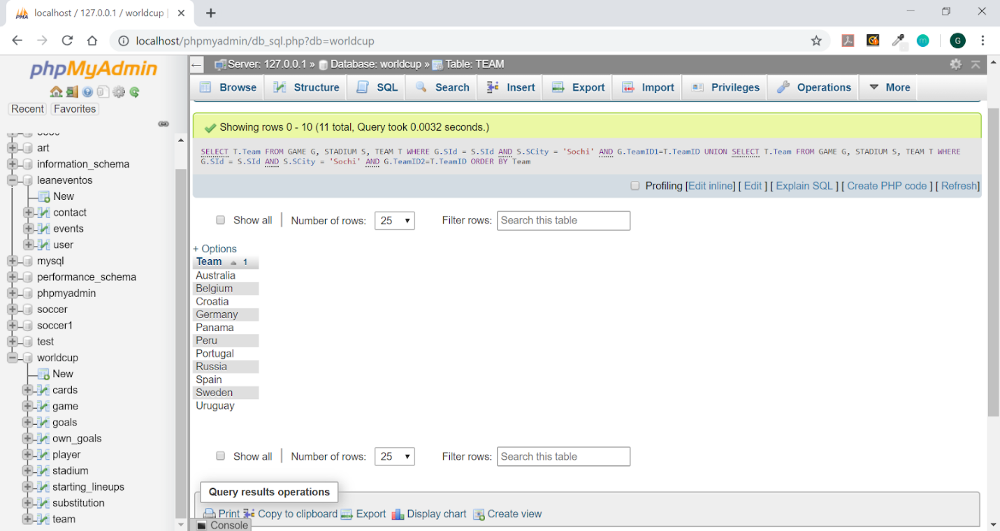 localhost / 127.0.0.1 / worldcup |
localhost/phpmyadmin/db_sql.php?db=worldcup
G
phpMyAdmin
Recent Favorites
art
information_schema
leaneventos
New
contact
events
user
mysql
performance_schema
phpmyadmin
soccer
soccer1
test
worldcup
New
cards
game
goals
own_goals
player
stadium
starting_lineups
substitution
team
Server: 127.0.0.1 » Database: worldcup » Table: TEAM
Browse Structure SQL Search Insert Export Import Privileges Operations More
Showing rows 0 - 10 (11 total, Query took 0.0032 seconds.)
SELECT T.Team FROM GAME G, STADIUM S, TEAM T WHERE G.SId = S.SId AND S.SCity = 'Sochi' AND G.TeamID1=T.TeamID UNION SELECT T.Team FROM GAME G, STADIUM S, TEAM T WHERE
G.SId = S.SId AND S.SCity = 'Sochi' AND G.TeamID2=T.TeamID ORDER BY Team
Profiling [Edit inline] [ Edit ] [ Explain SQL ] [ Create PHP code ] [ Refresh]
Show all | Number of rows: 25 Filter rows: Search this table
+ Options
Team 1
Australia
Belgium
Croatia
Germany
Panama
Peru
Portugal
Russia
Spain
Sweden
Uruguay
Show all | Number of rows: 25 Filter rows: Search this table
Query results operations
Print Copy to clipboard Export Display chart Create view
Console